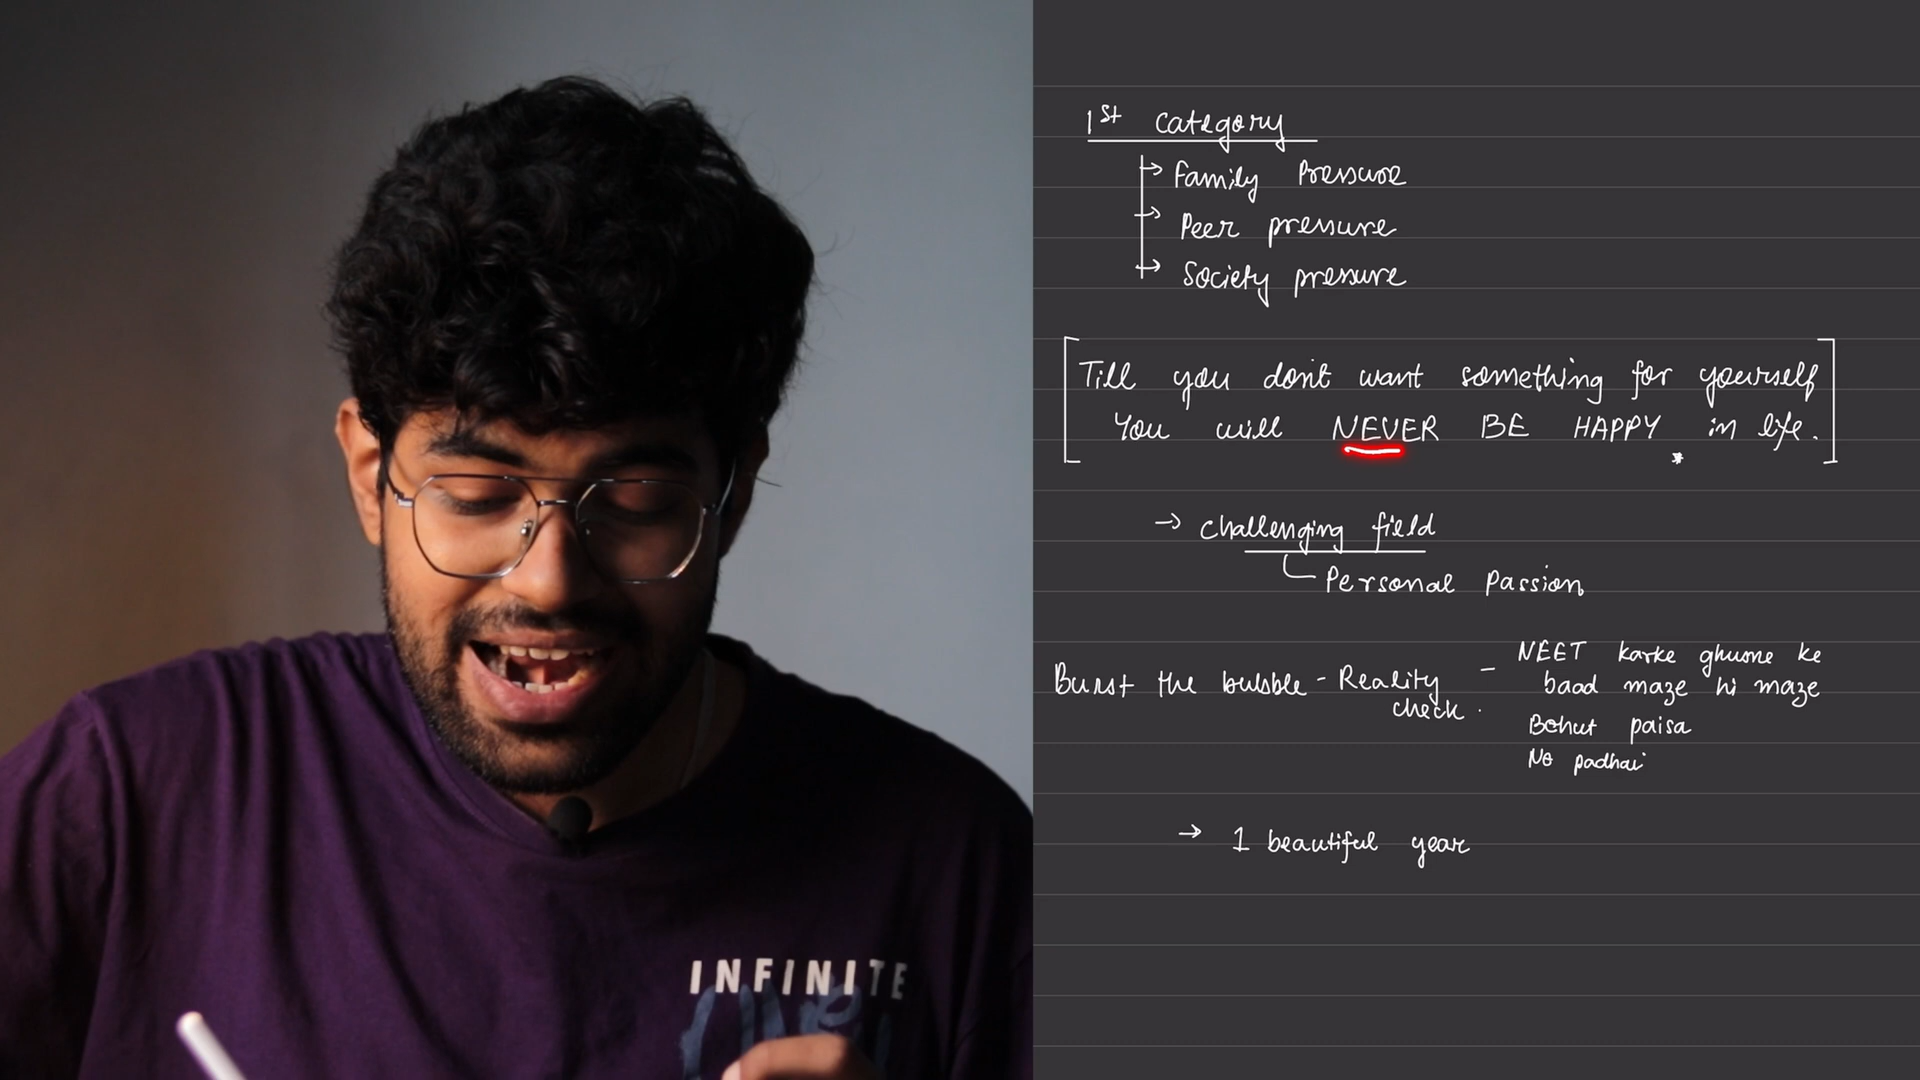 1st category
Family Pressure
Peer pressure
Society pressure
Till you don't want something for yourself
You will NEVER BE HAPPY in life.
→ challenging field
Personal Passion
Burst the bubble - Reality check.
- NEET karke ghusne ke
baad maze hi maze
Bohut paisa
No padhai
→ 1 beautiful year
INFINITE